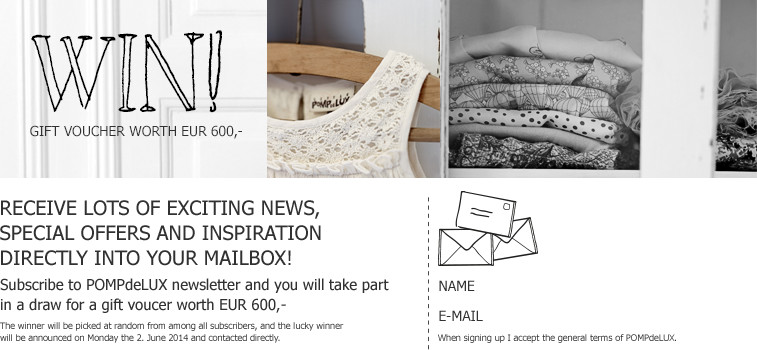 WIN!
GIFT VOUCHER WORTH EUR 600,-
POMPdeLUX
RECEIVE LOTS OF EXCITING NEWS,
SPECIAL OFFERS AND INSPIRATION
DIRECTLY INTO YOUR MAILBOX!
Subscribe to POMPdeLUX newsletter and you will take part
in a draw for a gift voucer worth EUR 600,-
The winner will be picked at random from among all subscribers, and the lucky winner
will be announced on Monday the 2. June 2014 and contacted directly.
NAME
E-MAIL
When signing up I accept the general terms of POMPdeLUX.